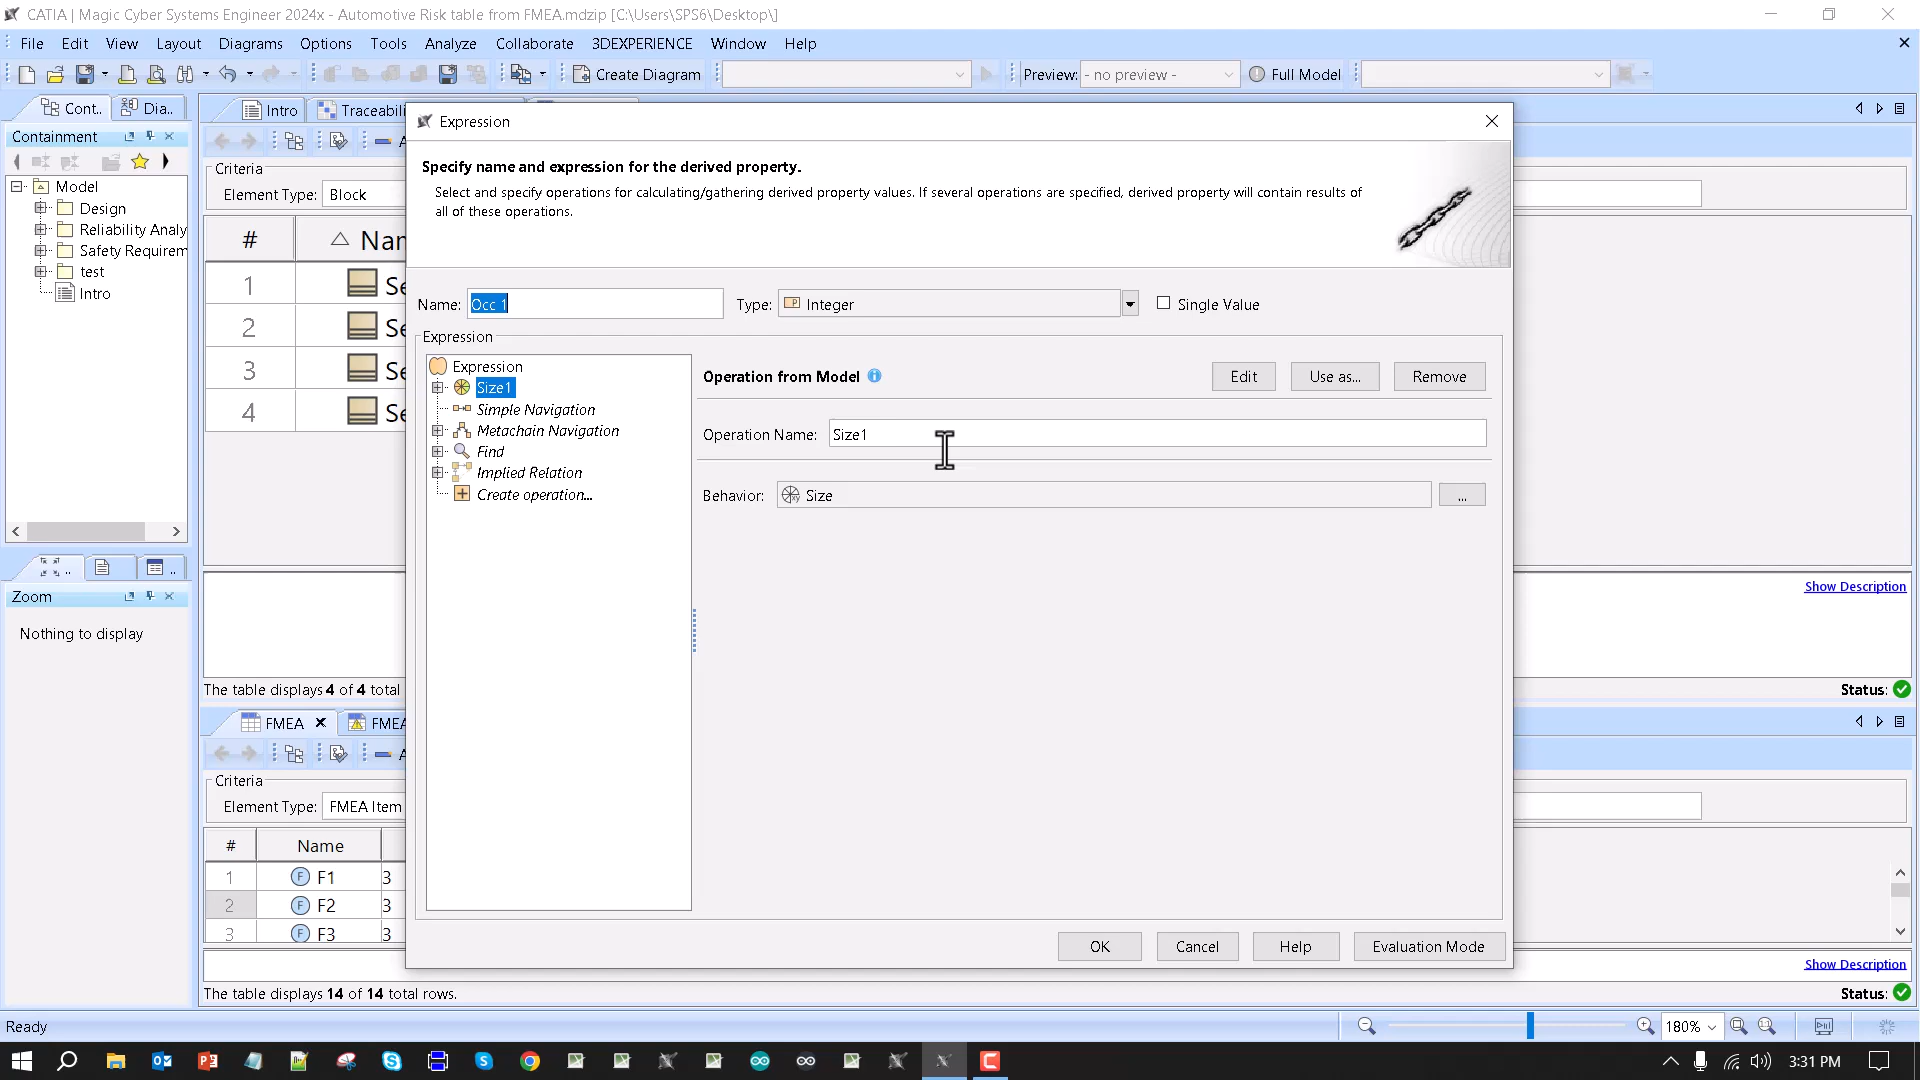 CATIA | Magic Cyber Systems Engineer 2024x - Automotive Risk table from FMEA.mdzip [C:\Users\SPS6\Desktop\]
File Edit View Layout Diagrams Options Tools Analyze Collaborate 3DEXPERIENCE Window Help
Create Diagram Preview: - no preview - Full Model
Cont.. Dia.. Intro Traceabili
Containment
Criteria
Element Type: Block
Model
Design
Reliability Analy
Safety Requirem
test
Intro
# Nar
1 Se
2 Se
3 Se
4 Se
Expression
Specify name and expression for the derived property.
Select and specify operations for calculating/gathering derived property values. If several operations are specified, derived property will contain results of
all of these operations.
Name: Occ 1 Type: Integer Single Value
Expression
Expression
Size1
Simple Navigation
Metachain Navigation
Find
Implied Relation
Create operation...
Operation from Model Edit Use as... Remove
Operation Name: Size1
Behavior: Size ...
OK Cancel Help Evaluation Mode
Zoom
Nothing to display
Show Description
The table displays 4 of 4 total
Status:
FMEA FMEA
Criteria
Element Type: FMEA Item
# Name
1 F F1 3
2 F F2 3
3 F F3 3
Show Description
The table displays 14 of 14 total rows.
Status:
Ready
180%
3:31 PM